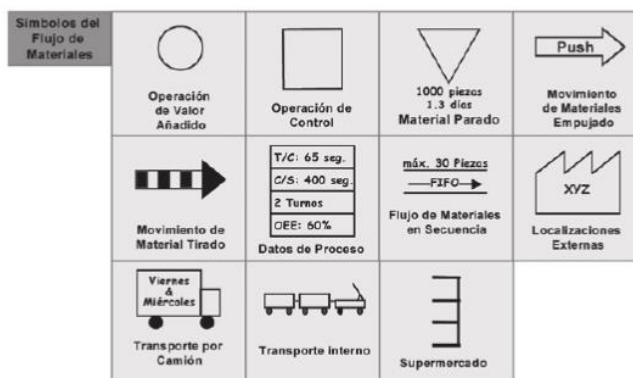 Símbolos del
Flujo de
Materiales
Operación
de Valor
Añadido
Operación de
Control
1000 piezas
1.3 días
Material Parado
Push
Movimiento
de Materiales
Empujado
Movimiento de
Material Tirado
T/C: 65 seg.
C/S: 400 seg.
2 Turnos
OEE: 60%
Datos de Proceso
máx. 30 Piezas
FIFO
Flujo de Materiales
en Secuencia
XYZ
Localizaciones
Externas
Viernes
&
Miércoles
Transporte por
Camión
Transporte interno
Supermercado